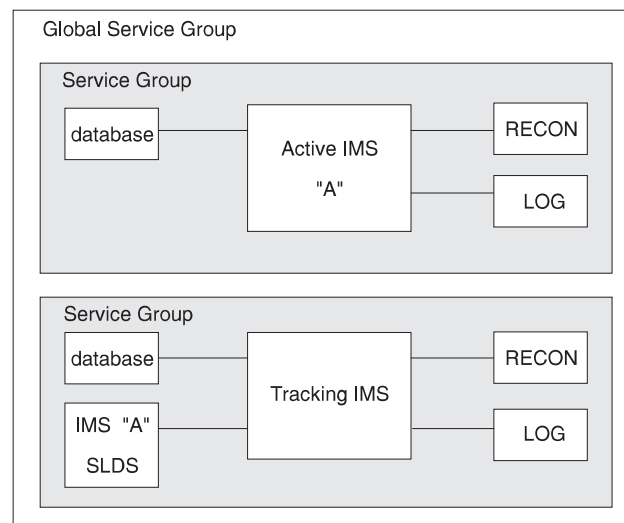 Global Service Group
Service Group
database
Active IMS
"A"
RECON
LOG
Service Group
database
IMS "A"
SLDS
Tracking IMS
RECON
LOG